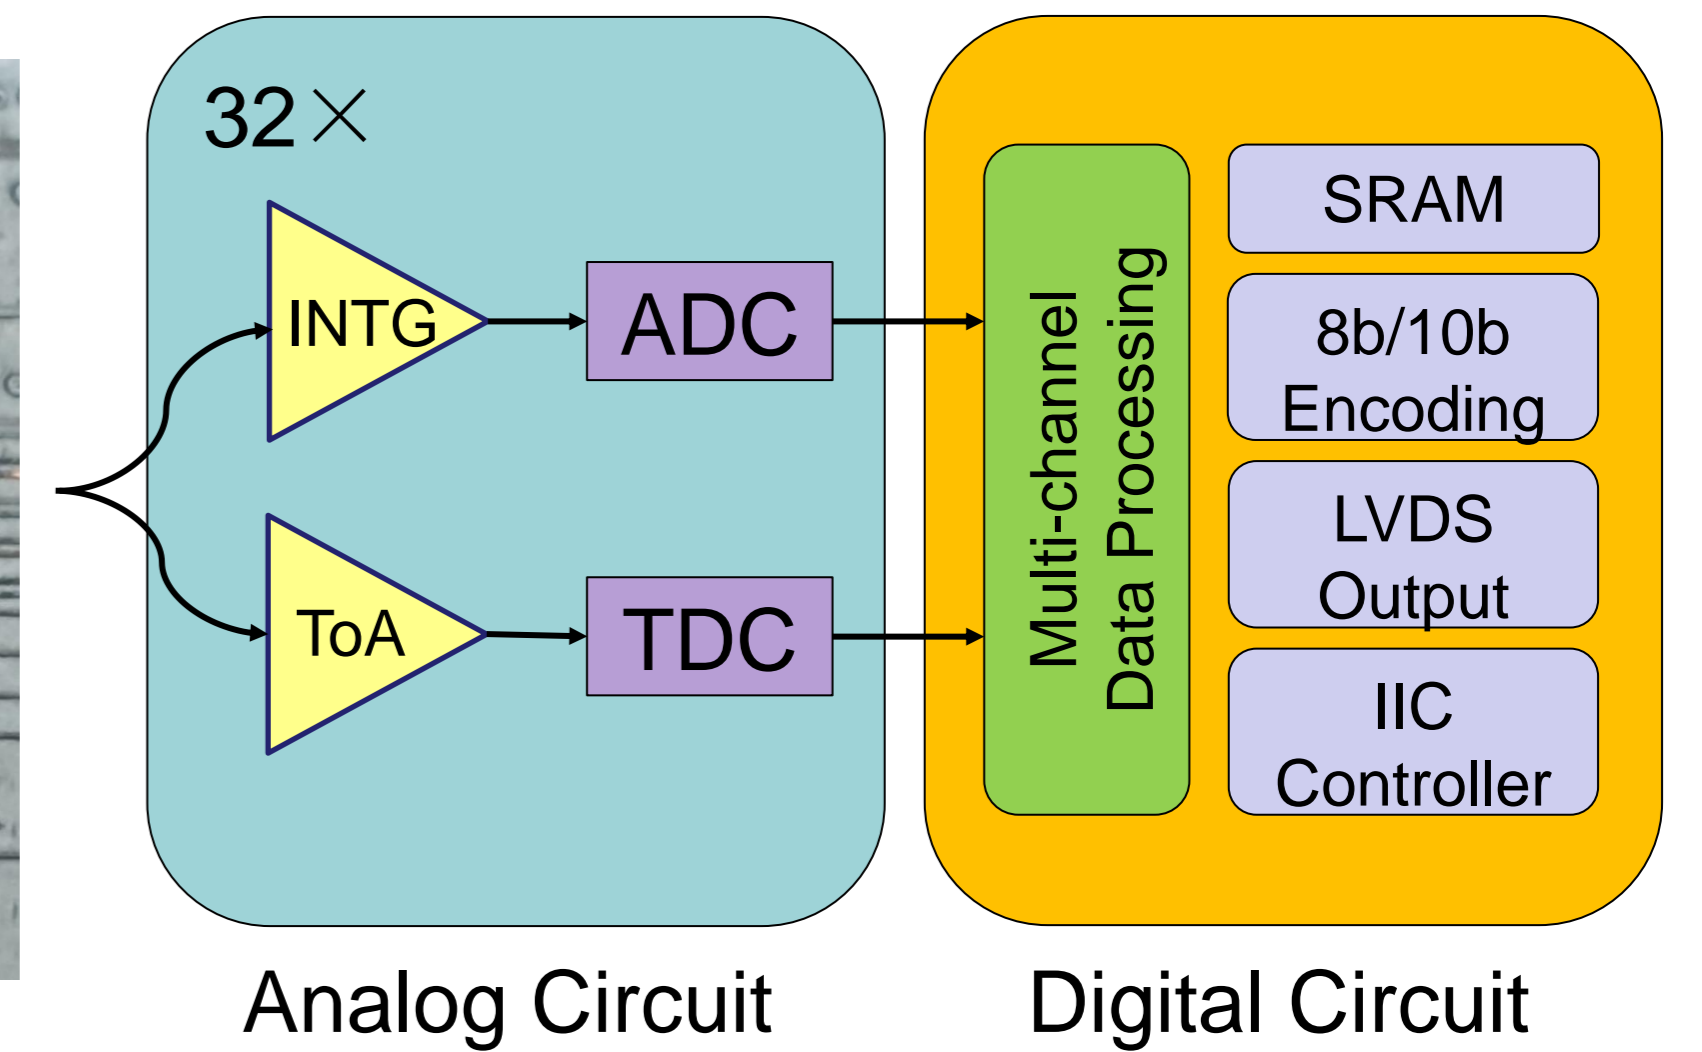 32×
INTG
ADC
ToA
TDC
Multi-channel
Data Processing
SRAM
8b/10b
Encoding
LVDS
Output
IIC
Controller
Analog Circuit
Digital Circuit